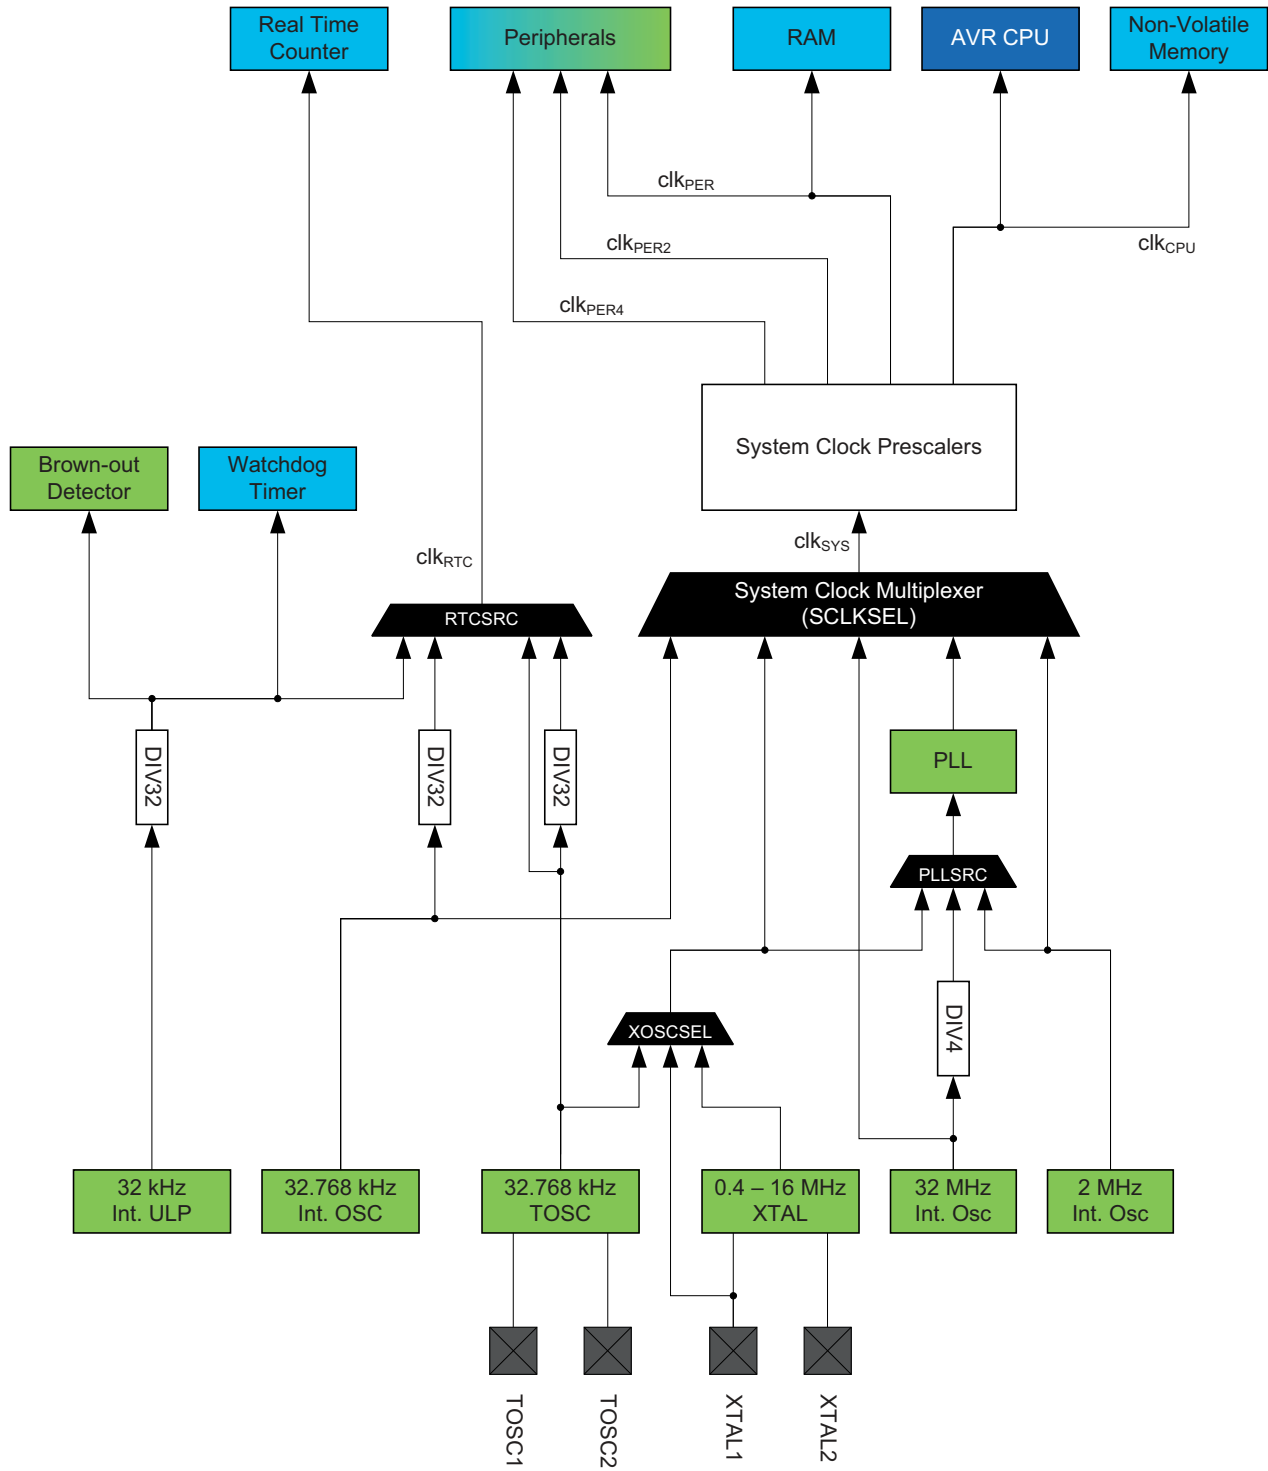 Real Time
Counter
Peripherals
RAM
AVR CPU
Non-Volatile
Memory
clkPER
clkPER2
clkCPU
clkPER4
System Clock Prescalers
Brown-out
Detector
Watchdog
Timer
clkSYS
clkRTC
System Clock Multiplexer
(SCLKSEL)
RTCSRC
DIV32
DIV32
DIV32
PLL
PLLSRC
DIV4
XOSCSEL
32 kHz
Int. ULP
32.768 kHz
Int. OSC
32.768 kHz
TOSC
0.4 – 16 MHz
XTAL
32 MHz
Int. Osc
2 MHz
Int. Osc
TOSC1
TOSC2
XTAL1
XTAL2